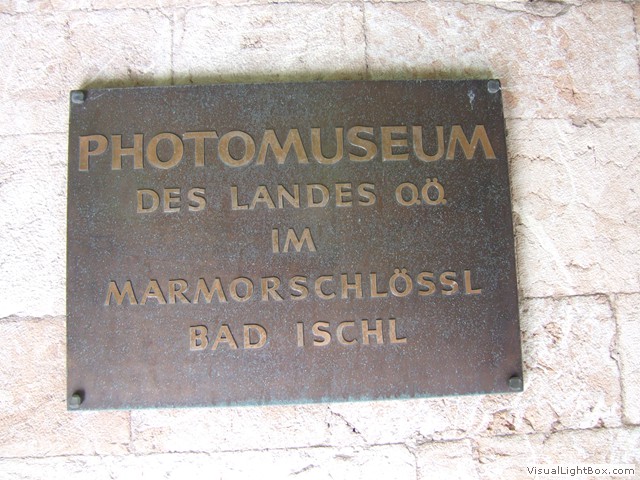 PHOTOMUSEUM
DES LANDES O.Ö.
IM
MARMORSCHLÖSSL
BAD ISCHL
VisualLightBox.com